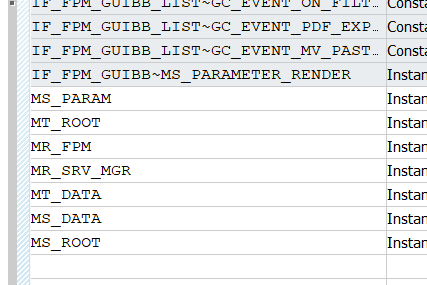 IF_FPM_GUIBB_LIST~GC_EVENT_ON_FILT… Consta
IF_FPM_GUIBB_LIST~GC_EVENT_PDF_EXP… Consta
IF_FPM_GUIBB_LIST~GC_EVENT_MV_PAST… Consta
IF_FPM_GUIBB~MS_PARAMETER_RENDER Instan
MS_PARAM Instan
MT_ROOT Instan
MR_FPM Instan
MR_SRV_MGR Instan
MT_DATA Instan
MS_DATA Instan
MS_ROOT Instan